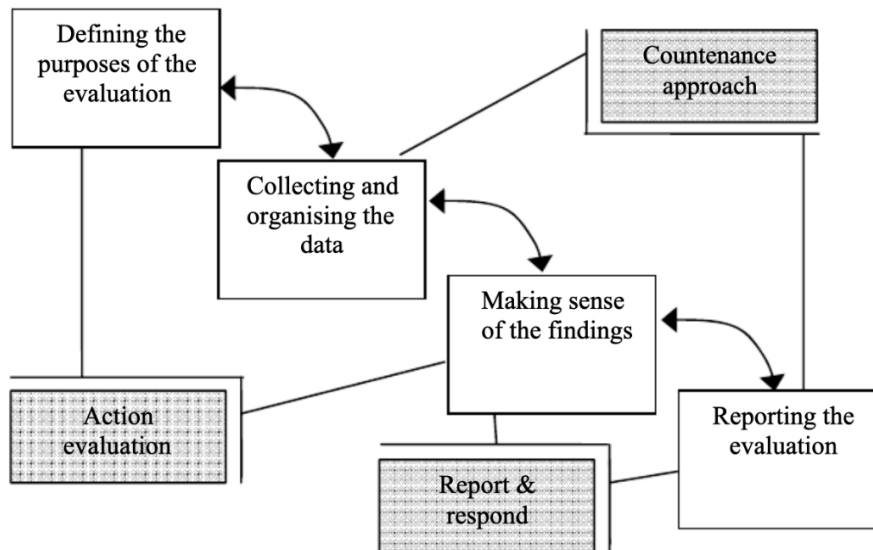 Defining the
purposes of the
evaluation
Countenance
approach
Collecting and
organising the
data
Making sense
of the findings
Action
evaluation
Reporting the
evaluation
Report &
respond